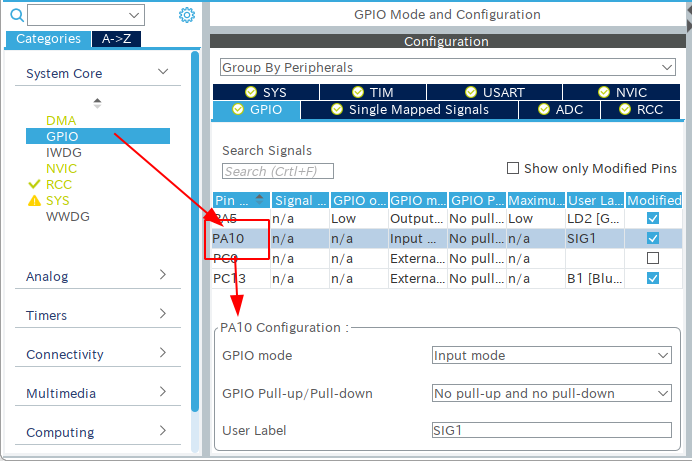 GPIO Mode and Configuration
Categories A->Z
Configuration
System Core
Group By Peripherals
DMA
GPIO
IWDG
NVIC
RCC
SYS
WWDG
Analog
Timers
Connectivity
Multimedia
Computing
SYS TIM USART NVIC
GPIO Single Mapped Signals ADC RCC
Search Signals
Search (Crtl+F)
Show only Modified Pins
Pin ... Signal ... GPIO o... GPIO m... GPIO P... Maximu... User La... Modified
PA5 n/a Low Output... No pull... Low LD2 [G...
PA10 n/a n/a Input ... No pull... n/a SIG1
n/a n/a Externa... No pull... n/a
PC13 n/a n/a Externa... No pull... n/a B1 [Blu...
PA10 Configuration :
GPIO mode Input mode
GPIO Pull-up/Pull-down No pull-up and no pull-down
User Label SIG1